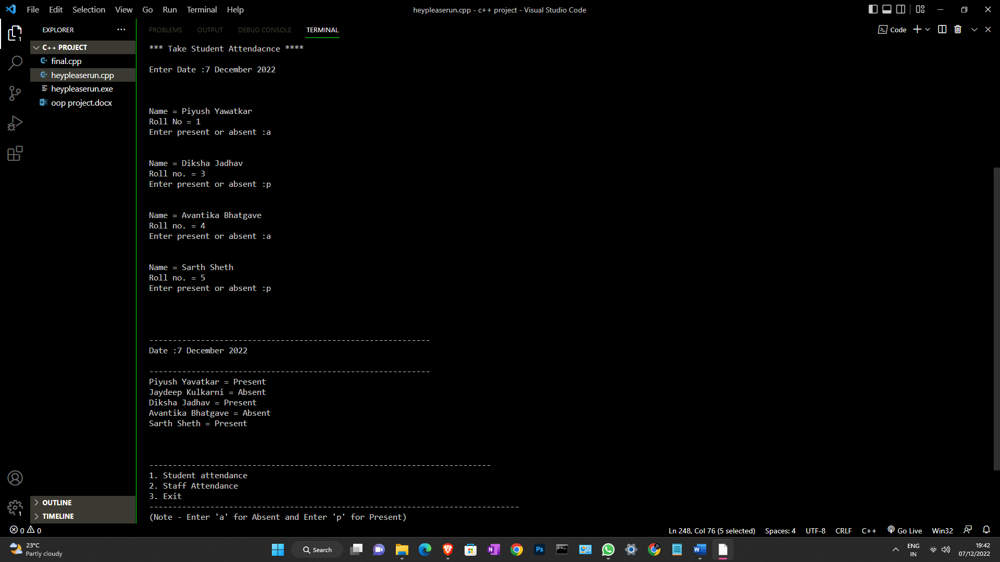 File Edit Selection View Go Run Terminal Help
heypleaserun.cpp - c++ project - Visual Studio Code
EXPLORER
PROBLEMS OUTPUT DEBUG CONSOLE TERMINAL
Code
1
C++ PROJECT
final.cpp
heypleaserun.cpp
heypleaserun.exe
oop project.docx
*** Take Student Attendacnce ****
Enter Date :7 December 2022
Name = Piyush Yawatkar
Roll No = 1
Enter present or absent :a
Name = Diksha Jadhav
Roll no. = 3
Enter present or absent :p
Name = Avantika Bhatgave
Roll no. = 4
Enter present or absent :a
Name = Sarth Sheth
Roll no. = 5
Enter present or absent :p
------------------------------------------------------------
Date :7 December 2022
------------------------------------------------------------
Piyush Yavatkar = Present
Jaydeep Kulkarni = Absent
Diksha Jadhav = Present
Avantika Bhatgave = Absent
Sarth Sheth = Present
-------------------------------------------------------------------------
1. Student attendance
2. Staff Attendance
3. Exit
-------------------------------------------------------------------------------
(Note - Enter 'a' for Absent and Enter 'p' for Present)
OUTLINE
1
TIMELINE
0 0
Ln 248, Col 76 (5 selected) Spaces: 4 UTF-8 CRLF C++ Go Live Win32
23°C
Partly cloudy
Search
N
Ps
W
ENG
IN
19:42
07/12/2022